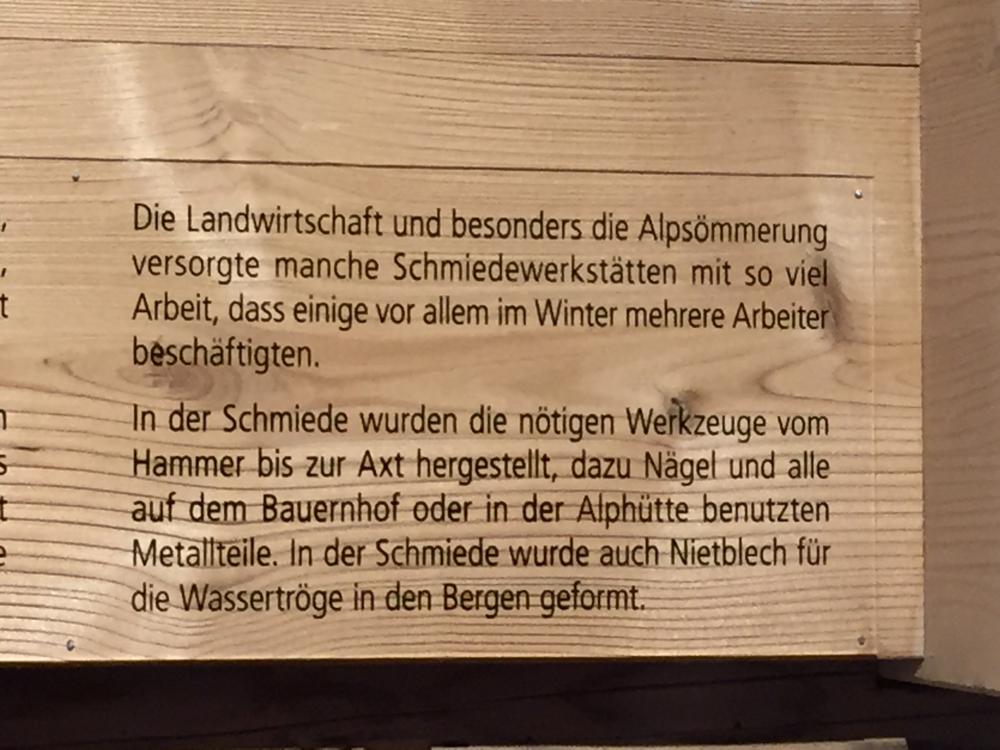 Die Landwirtschaft und besonders die Alpsömmerung
versorgte manche Schmiedewerkstätten mit so viel
Arbeit, dass einige vor allem im Winter mehrere Arbeiter
beschäftigten.
In der Schmiede wurden die nötigen Werkzeuge vom
Hammer bis zur Axt hergestellt, dazu Nägel und alle
auf dem Bauernhof oder in der Alphütte benutzten
Metallteile. In der Schmiede wurde auch Nietblech für
die Wassertröge in den Bergen geformt.